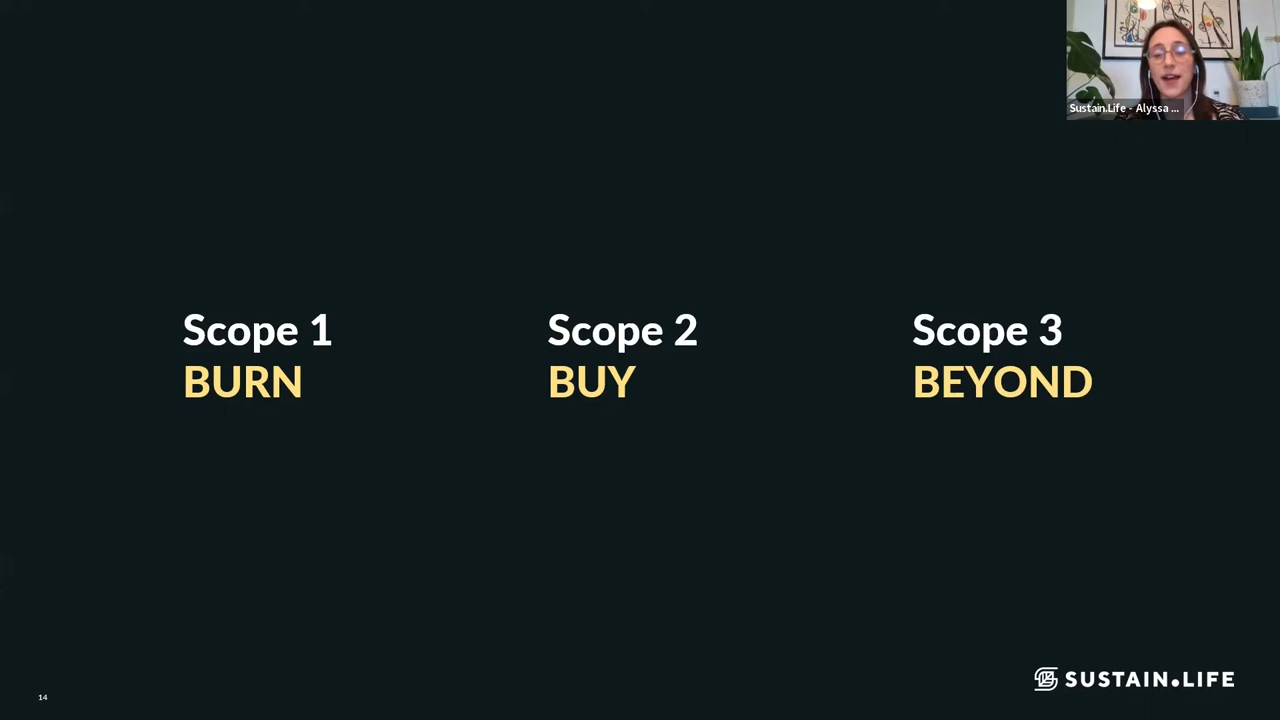 Sustain.Life - Alyssa ...
Scope 1
BURN
Scope 2
BUY
Scope 3
BEYOND
14
SUSTAIN.LIFE